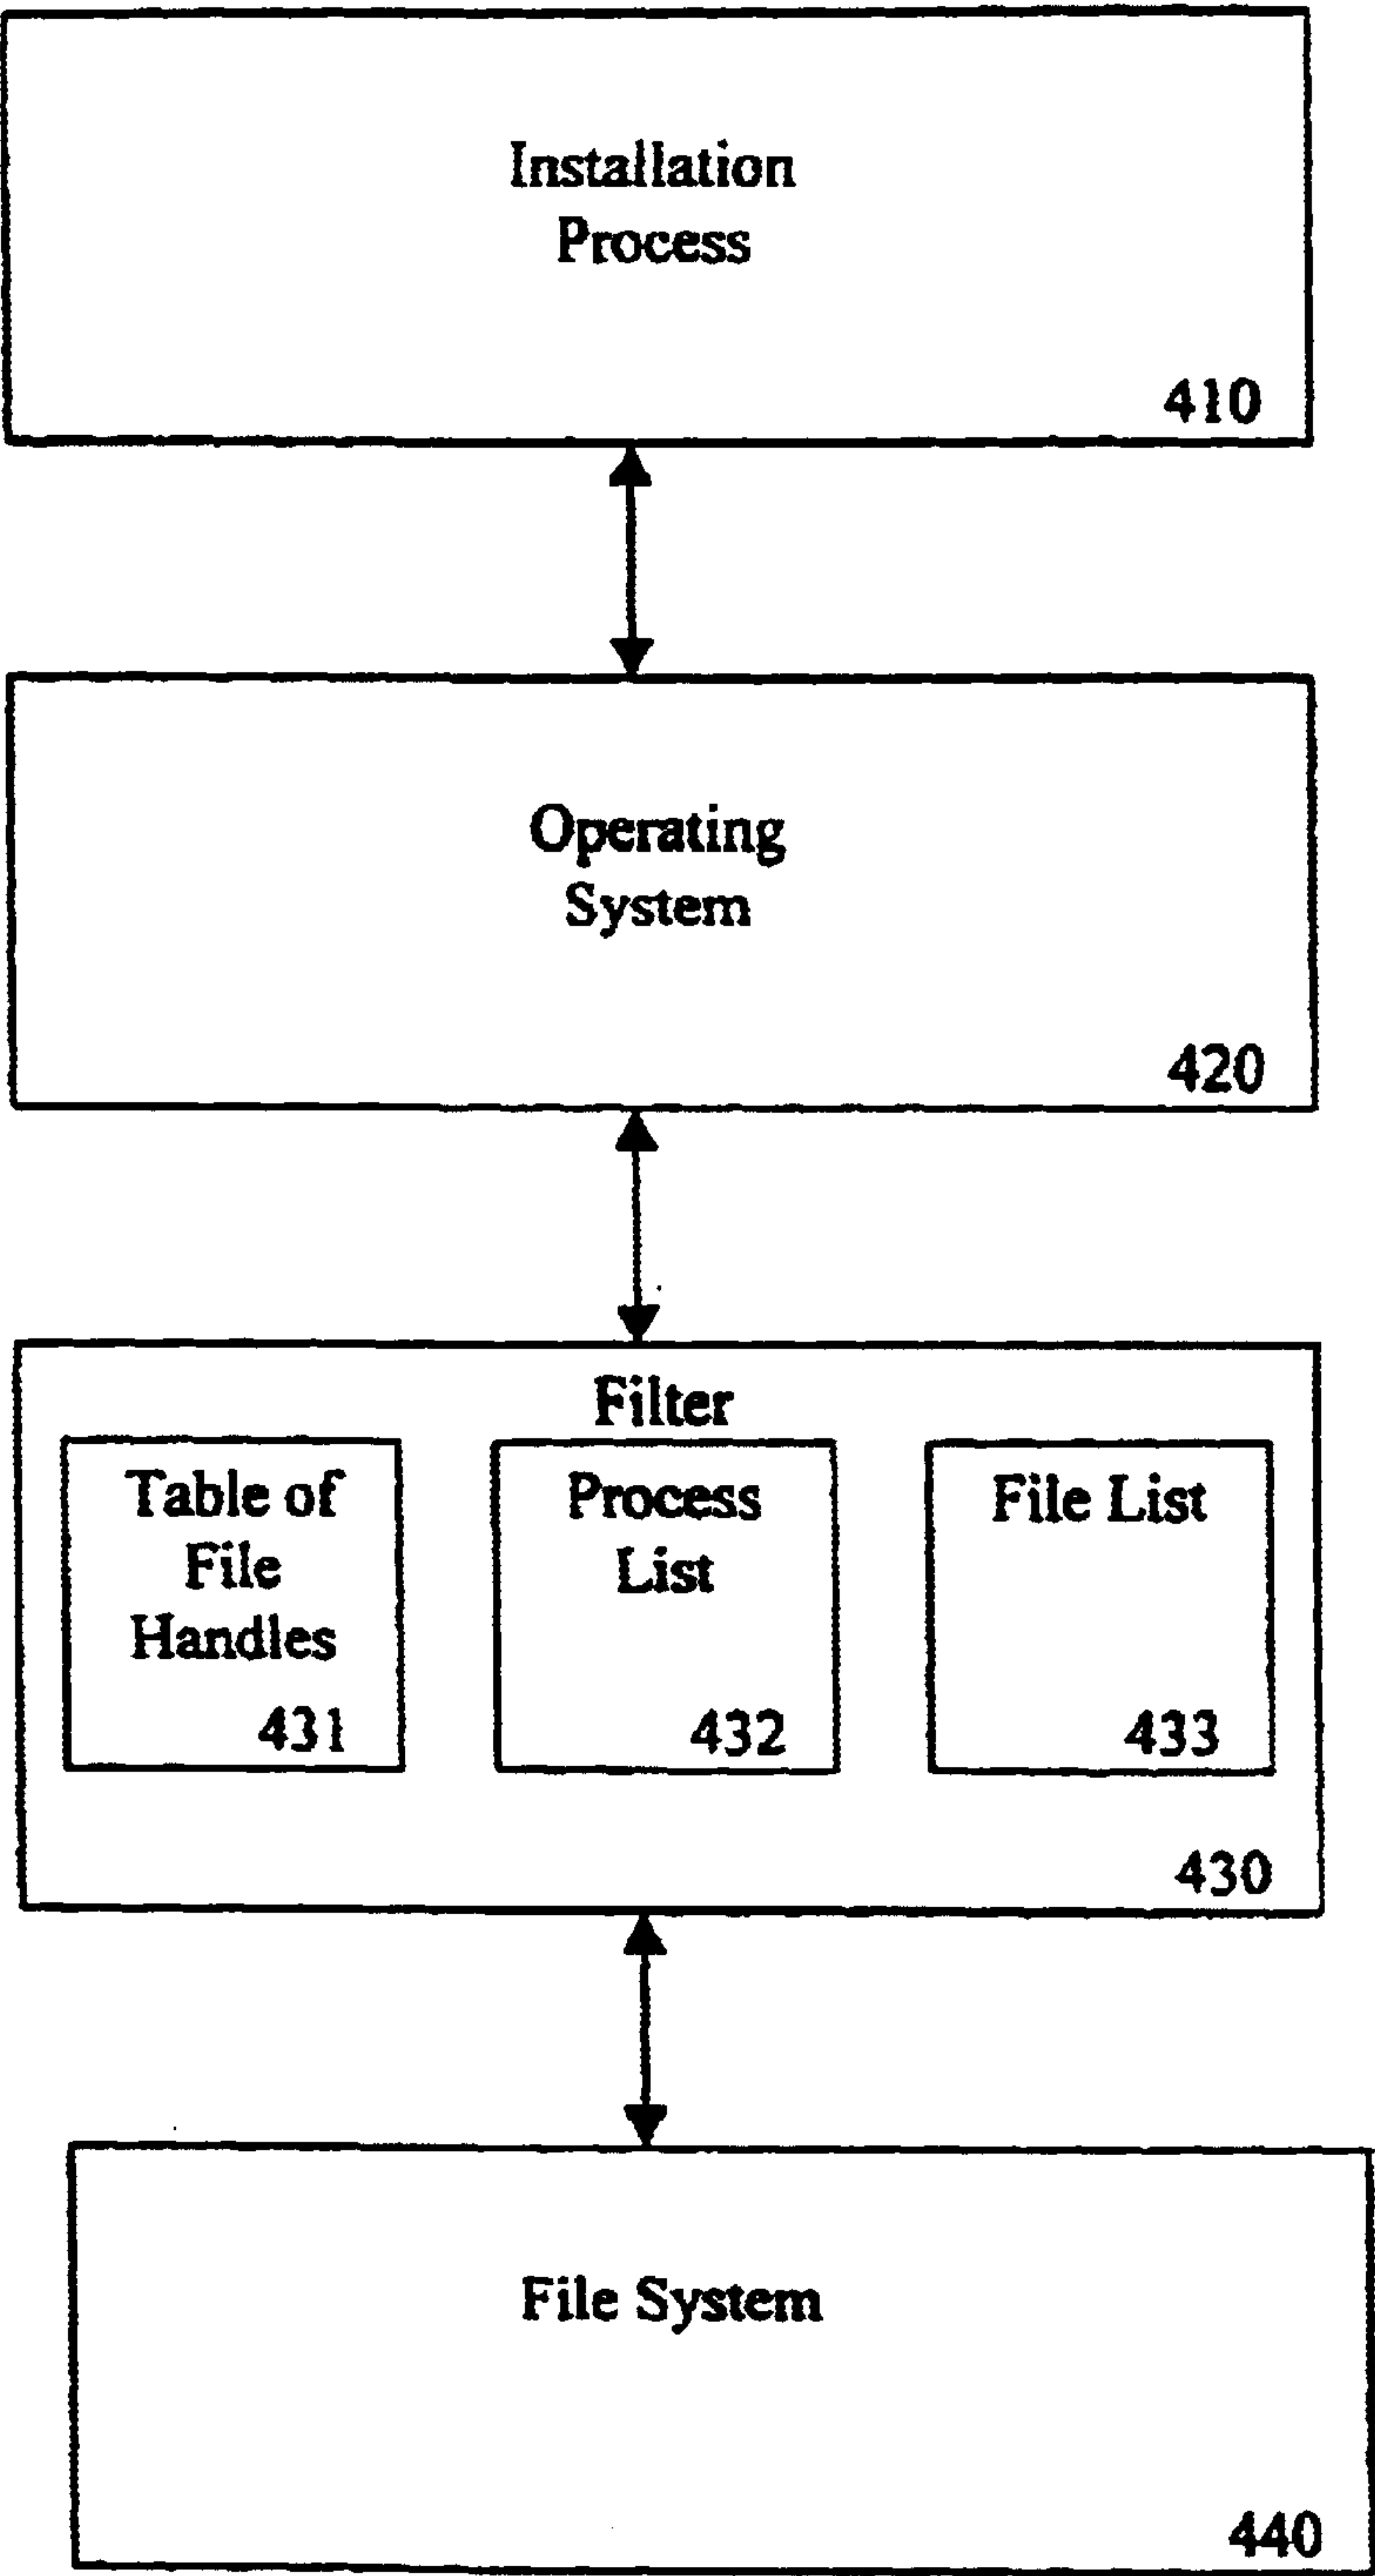 Installation
Process
410
Operating
System
420
Filter
Table of
File
Handles
431
Process
List
432
File List
433
430
File System
440